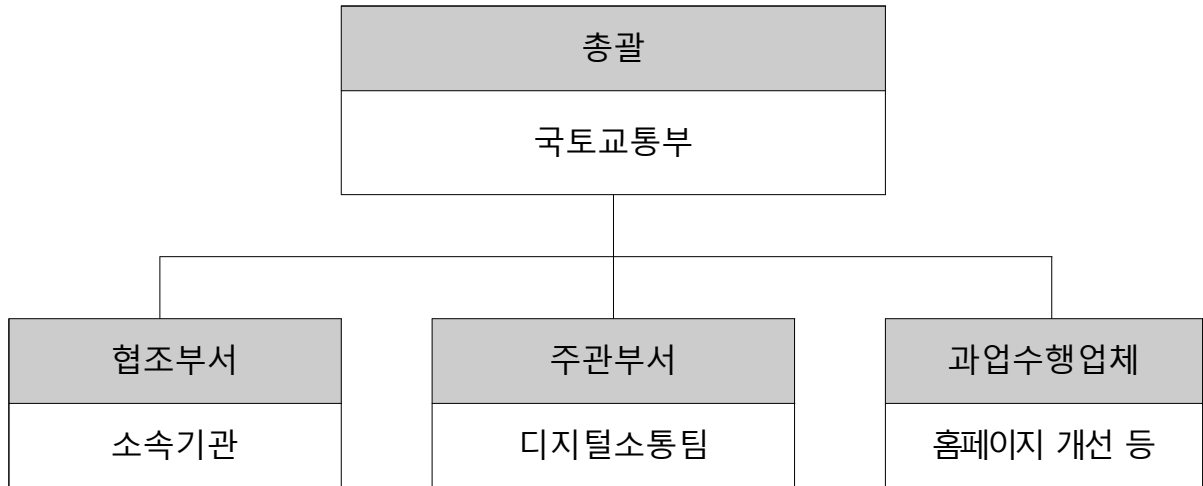 총괄
국토교통부
협조부서
주관부서
과업수행업체
소속기관
디지털소통팀
홈페이지 개선 등